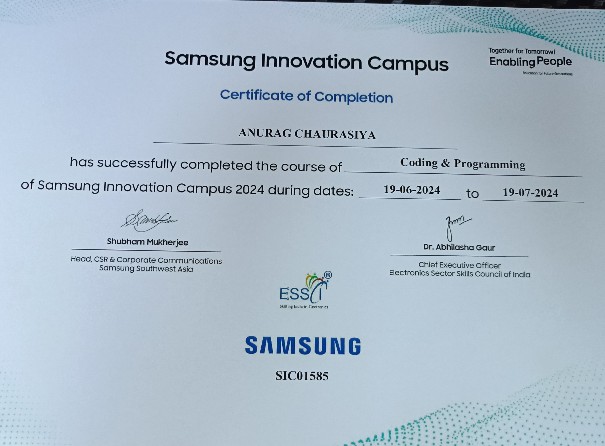 Together for Tomorrow!
Enabling People
Samsung Innovation Campus
Certificate of Completion
ANURAG CHAURASIYA
has successfully completed the course of Coding & Programming
of Samsung Innovation Campus 2024 during dates: 19-06-2024 to 19-07-2024
Shubham Mukherjee
Head, CSR & Corporate Communications
Samsung Southwest Asia
Dr. Abhilasha Gaur
Chief Executive Officer
Electronics Sector Skills Council of India
ESSCI
SAMSUNG
SIC01585